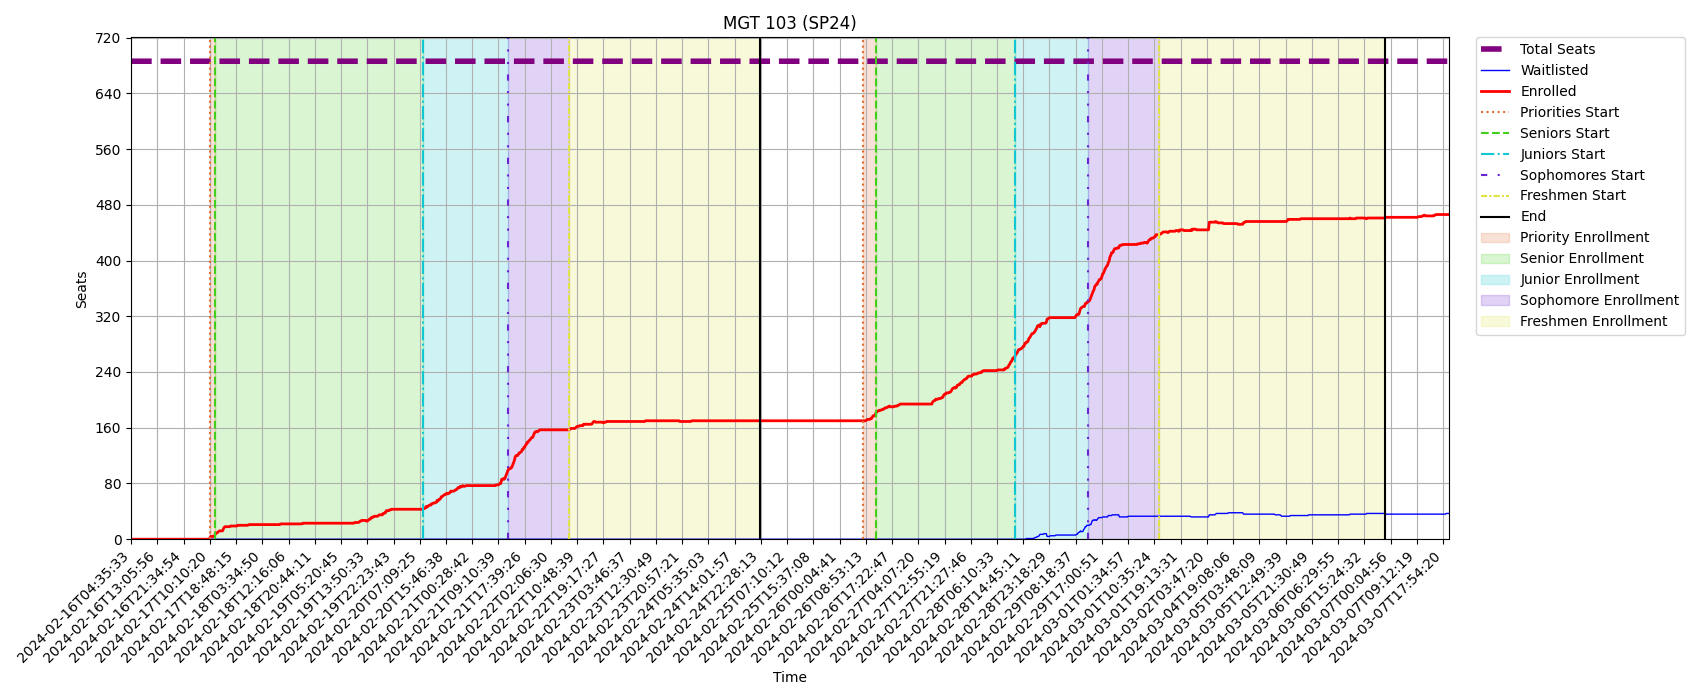 MGT 103 (SP24)
Seats
720
640
560
480
400
320
240
160
80
0
2024-02-16T04:35:33
2024-02-16T13:05:56
2024-02-16T21:34:54
2024-02-17T10:10:20
2024-02-17T18:48:15
2024-02-18T03:34:50
2024-02-18T12:16:06
2024-02-18T20:44:11
2024-02-19T05:20:45
2024-02-19T13:50:33
2024-02-19T22:23:43
2024-02-20T07:09:25
2024-02-20T15:46:38
2024-02-21T00:28:42
2024-02-21T09:10:39
2024-02-21T17:39:26
2024-02-22T02:06:30
2024-02-22T10:48:39
2024-02-22T19:17:27
2024-02-23T03:46:37
2024-02-23T12:30:49
2024-02-23T20:57:21
2024-02-24T05:35:03
2024-02-24T14:01:57
2024-02-24T22:28:13
2024-02-25T07:10:12
2024-02-25T15:37:08
2024-02-26T00:04:41
2024-02-26T08:53:13
2024-02-26T17:22:47
2024-02-27T04:07:20
2024-02-27T12:55:19
2024-02-27T21:27:46
2024-02-28T06:10:33
2024-02-28T14:45:11
2024-02-28T23:18:29
2024-02-29T08:18:37
2024-02-29T17:00:51
2024-03-01T01:34:57
2024-03-01T10:35:24
2024-03-01T19:13:31
2024-03-02T03:47:20
2024-03-04T19:08:06
2024-03-05T03:48:09
2024-03-05T12:49:39
2024-03-05T21:30:49
2024-03-06T06:29:55
2024-03-06T15:24:32
2024-03-07T00:04:56
2024-03-07T09:12:19
2024-03-07T17:54:20
Time
Total Seats
Waitlisted
Enrolled
Priorities Start
Seniors Start
Juniors Start
Sophomores Start
Freshmen Start
End
Priority Enrollment
Senior Enrollment
Junior Enrollment
Sophomore Enrollment
Freshmen Enrollment